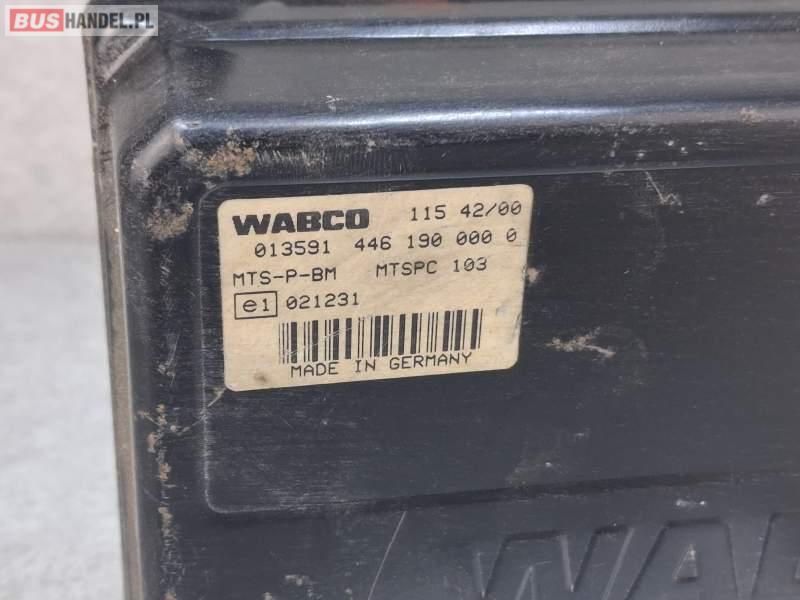 BUSHANDEL.PL
WABCO 115 42/00
013591 446 190 000 0
MTS-P-BM MTSPC 103
e1 021231
MADE IN GERMANY